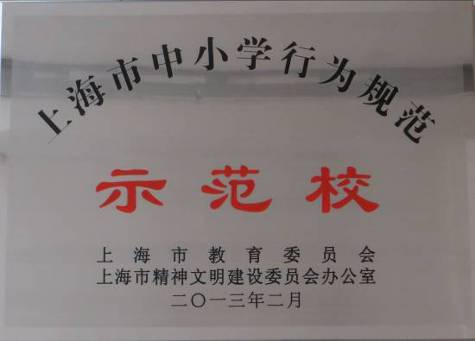 上海市中小学行为规范
示范校
上海市教育委员会
上海市精神文明建设委员会办公室
二〇一三年二月